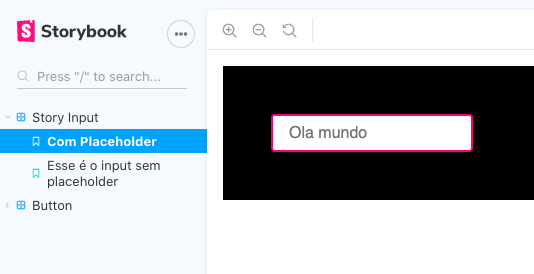 Storybook
Press "/" to search...
Story Input
Com Placeholder
Esse é o input sem
placeholder
Button
Ola mundo